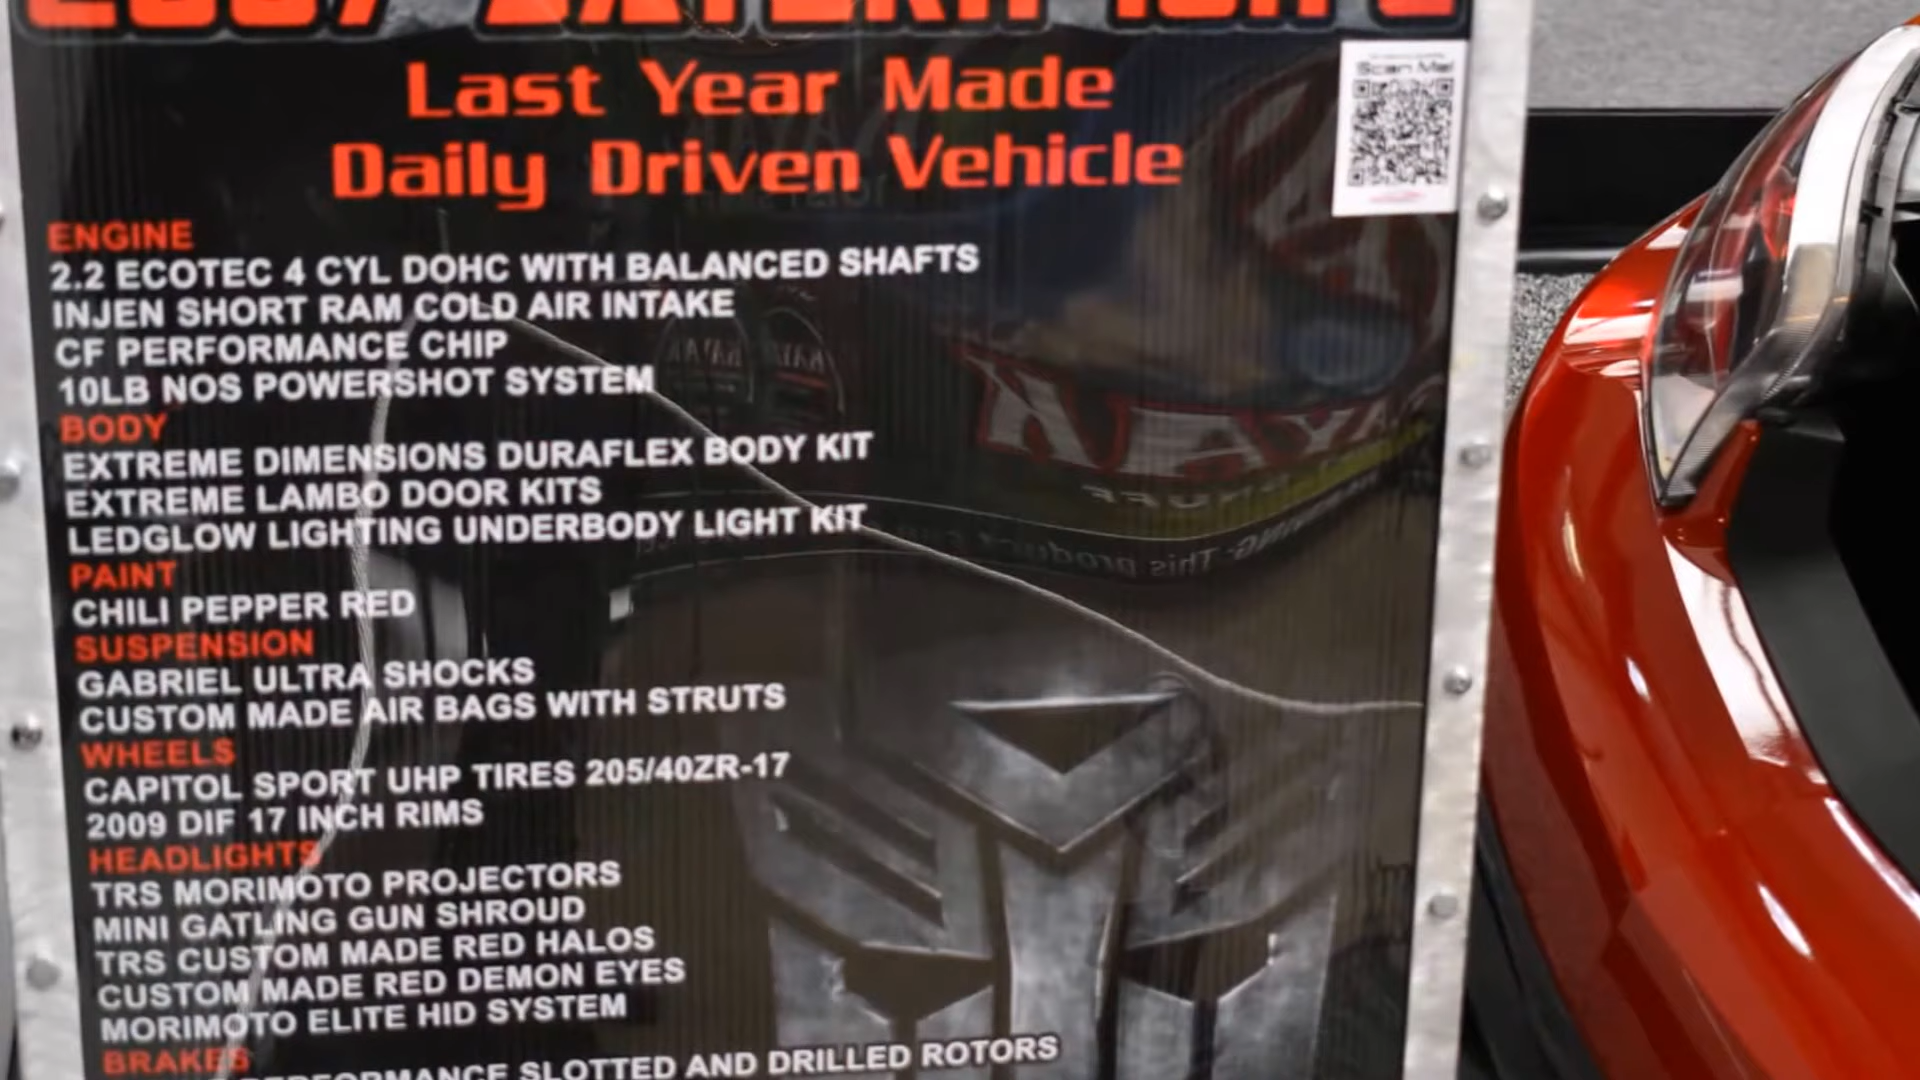 2007 SATURN ION 2
Last Year Made
Daily Driven Vehicle
Scan Me!
ENGINE
2.2 ECOTEC 4 CYL DOHC WITH BALANCED SHAFTS
INJEN SHORT RAM COLD AIR INTAKE
CF PERFORMANCE CHIP
10LB NOS POWERSHOT SYSTEM
BODY
EXTREME DIMENSIONS DURAFLEX BODY KIT
EXTREME LAMBO DOOR KITS
LEDGLOW LIGHTING UNDERBODY LIGHT KIT
PAINT
CHILI PEPPER RED
SUSPENSION
GABRIEL ULTRA SHOCKS
CUSTOM MADE AIR BAGS WITH STRUTS
WHEELS
CAPITOL SPORT UHP TIRES 205/40ZR-17
2009 DIF 17 INCH RIMS
HEADLIGHTS
TRS MORIMOTO PROJECTORS
MINI GATLING GUN SHROUD
TRS CUSTOM MADE RED HALOS
CUSTOM MADE RED DEMON EYES
MORIMOTO ELITE HID SYSTEM
BRAKES
PERFORMANCE SLOTTED AND DRILLED ROTORS